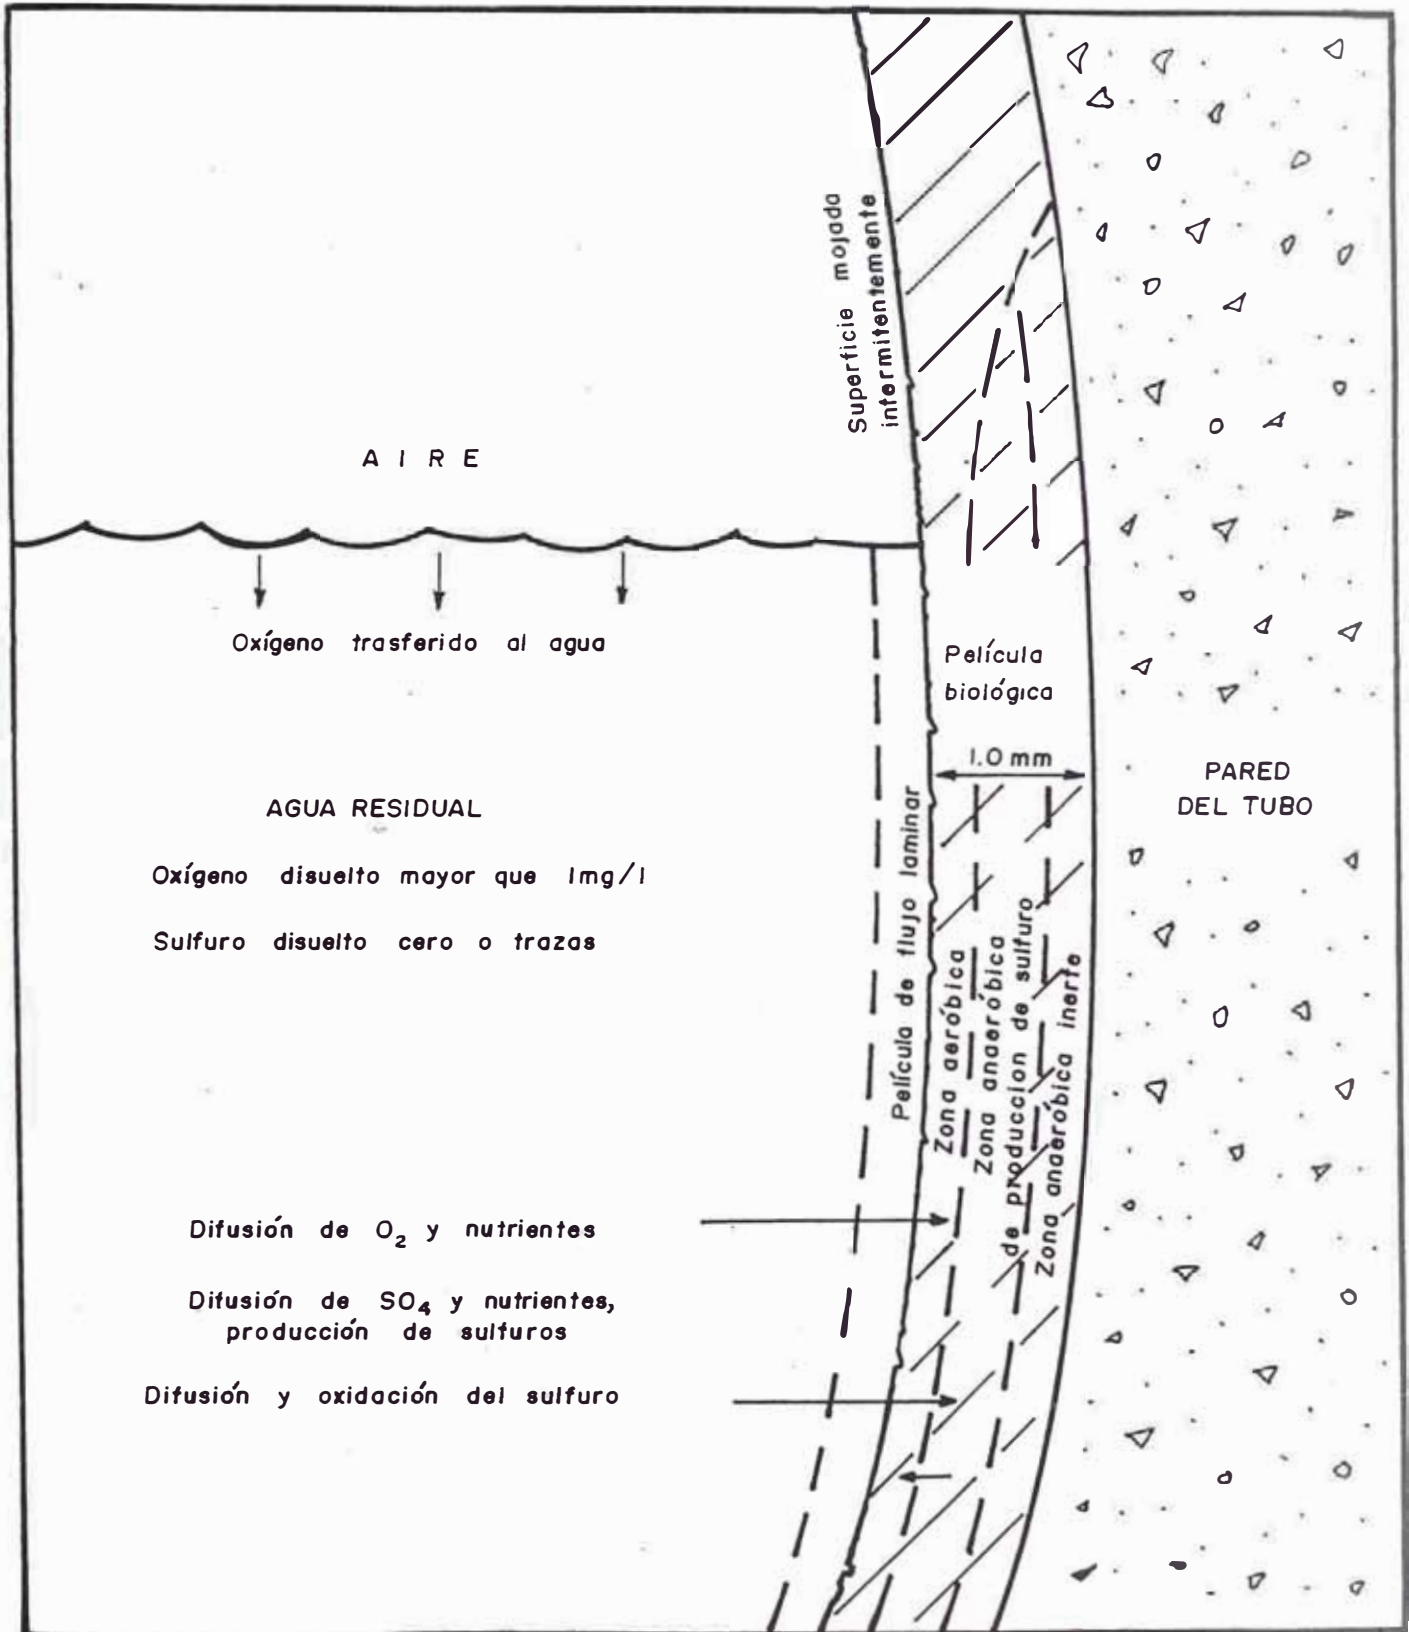 Superficie mojada
intermitentemente
A I R E
Oxígeno trasferido al agua
Película
biológica
1.0 mm
PARED
DEL TUBO
AGUA RESIDUAL
Oxígeno disuelto mayor que 1mg/l
Sulfuro disuelto cero o trazas
Película de flujo laminar
Zona aeróbica
Zona anaeróbica
de produccion de sulfuro
Zona anaeróbica inerte
Difusión de O₂ y nutrientes
Difusión de SO₄ y nutrientes,
producción de sulfuros
Difusión y oxidación del sulfuro